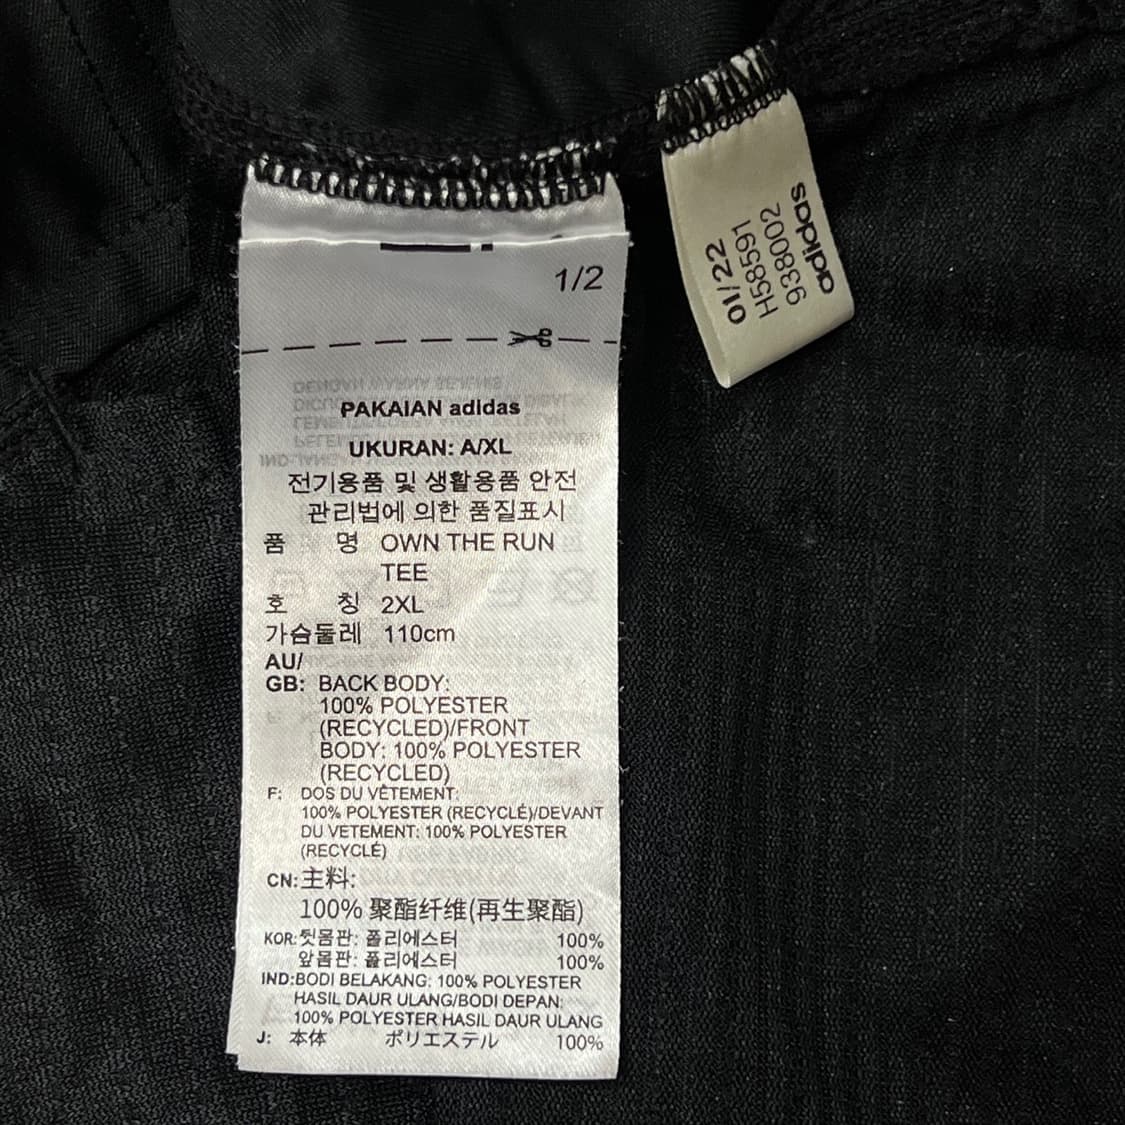 1/2
PAKAIAN adidas
UKURAN: A/XL
전기용품 및 생활용품 안전
관리법에 의한 품질표시
품 명 OWN THE RUN
TEE
호 칭 2XL
가슴둘레 110cm
AU/
GB: BACK BODY:
100% POLYESTER
(RECYCLED)/FRONT
BODY: 100% POLYESTER
(RECYCLED)
F: DOS DU VÊTEMENT:
100% POLYESTER (RECYCLÉ)/DEVANT
DU VETEMENT: 100% POLYESTER
(RECYCLÉ)
CN: 主料:
100% 聚酯纤维(再生聚酯)
KOR: 뒷몸판: 폴리에스터 100%
앞몸판: 폴리에스터 100%
IND: BODI BELAKANG: 100% POLYESTER
HASIL DAUR ULANG/BODI DEPAN:
100% POLYESTER HASIL DAUR ULANG
J: 本体 ポリエステル 100%
01/22
H58591
938002
adidas